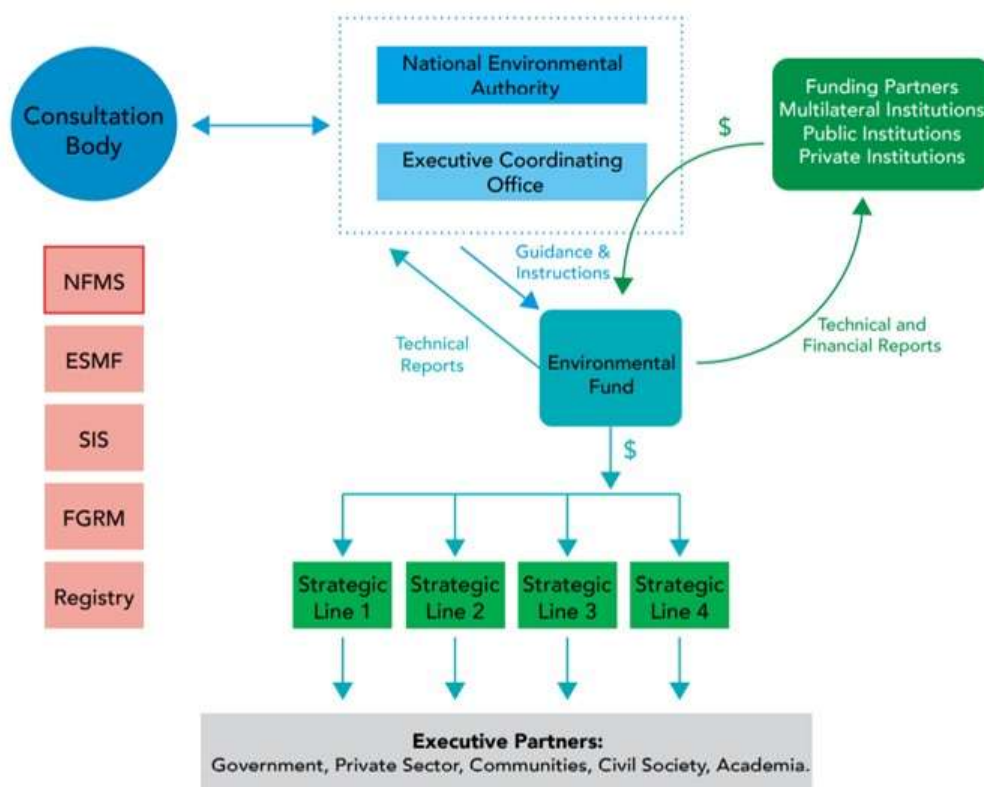 Consultation
Body
National Environmental
Authority
Executive Coordinating
Office
Funding Partners
Multilateral Institutions
Public Institutions
Private Institutions
$
Guidance &
Instructions
Technical
Reports
Environmental
Fund
Technical and
Financial Reports
$
NFMS
ESMF
SIS
FGRM
Registry
Strategic
Line 1
Strategic
Line 2
Strategic
Line 3
Strategic
Line 4
Executive Partners:
Government, Private Sector, Communities, Civil Society, Academia.